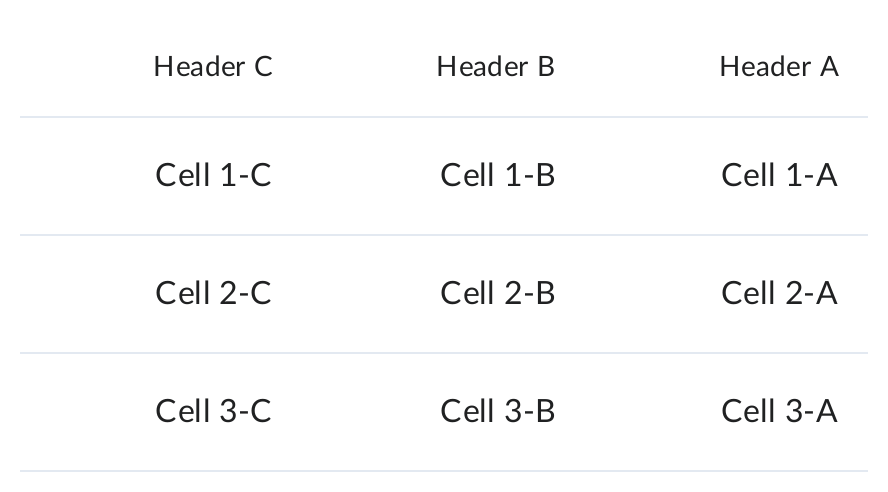 Header C Header B Header A
Cell 1-C Cell 1-B Cell 1-A
Cell 2-C Cell 2-B Cell 2-A
Cell 3-C Cell 3-B Cell 3-A